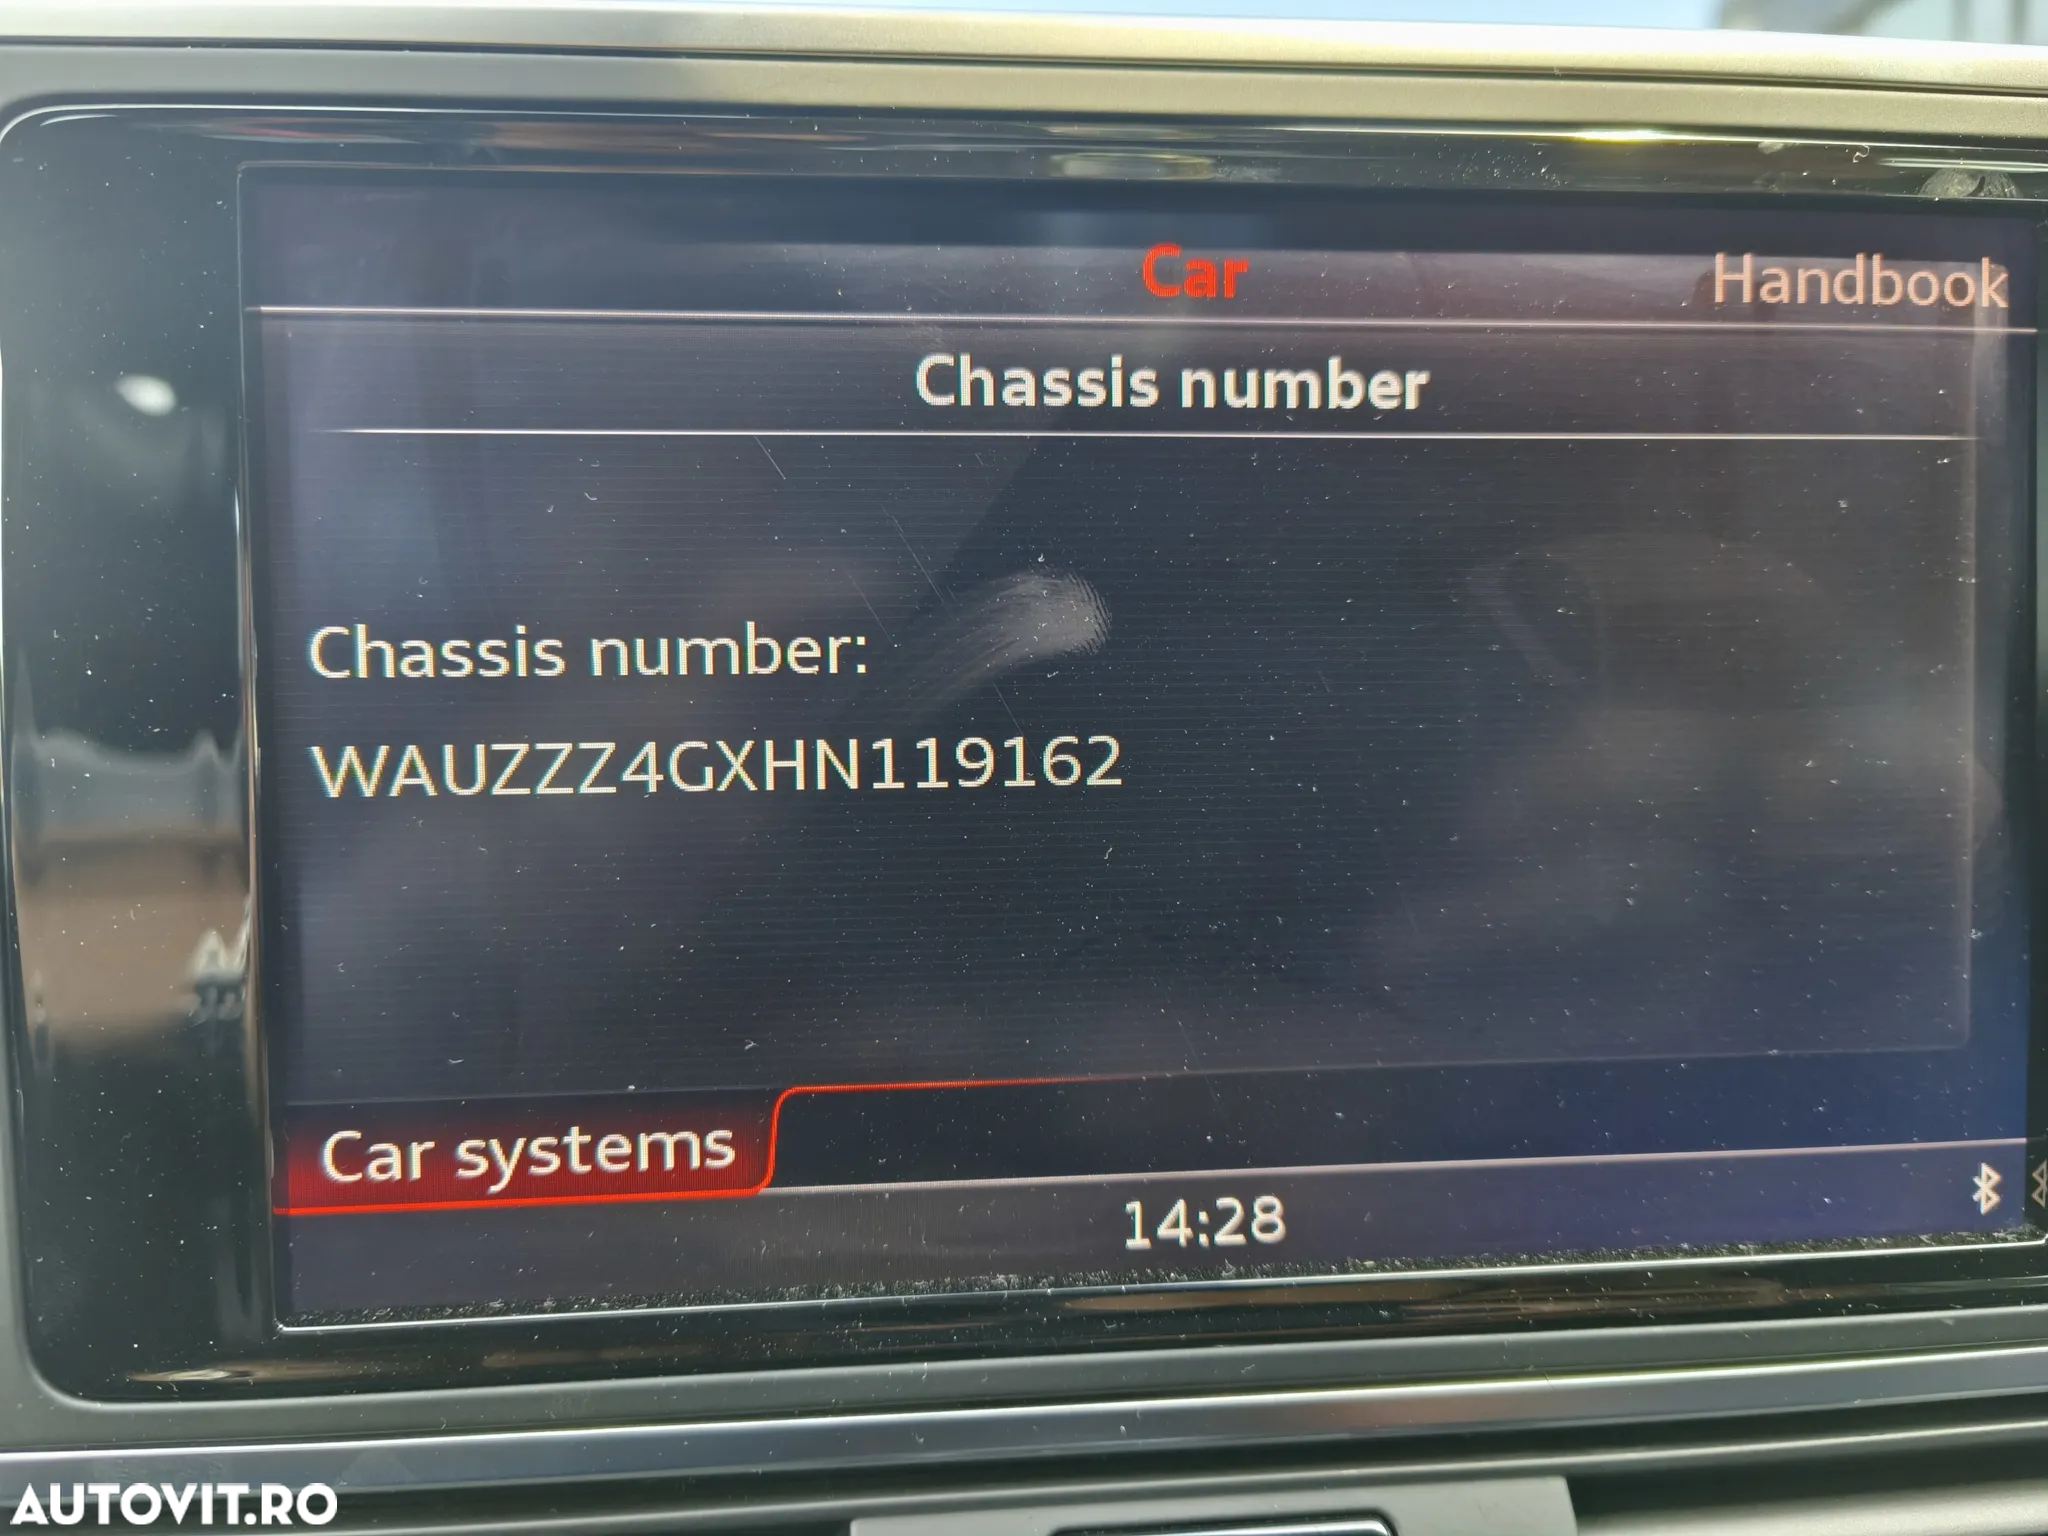 Car
Handbook
Chassis number
Chassis number:
WAUZZZ4GXHN119162
Car systems
14:28
AUTOVIT.RO